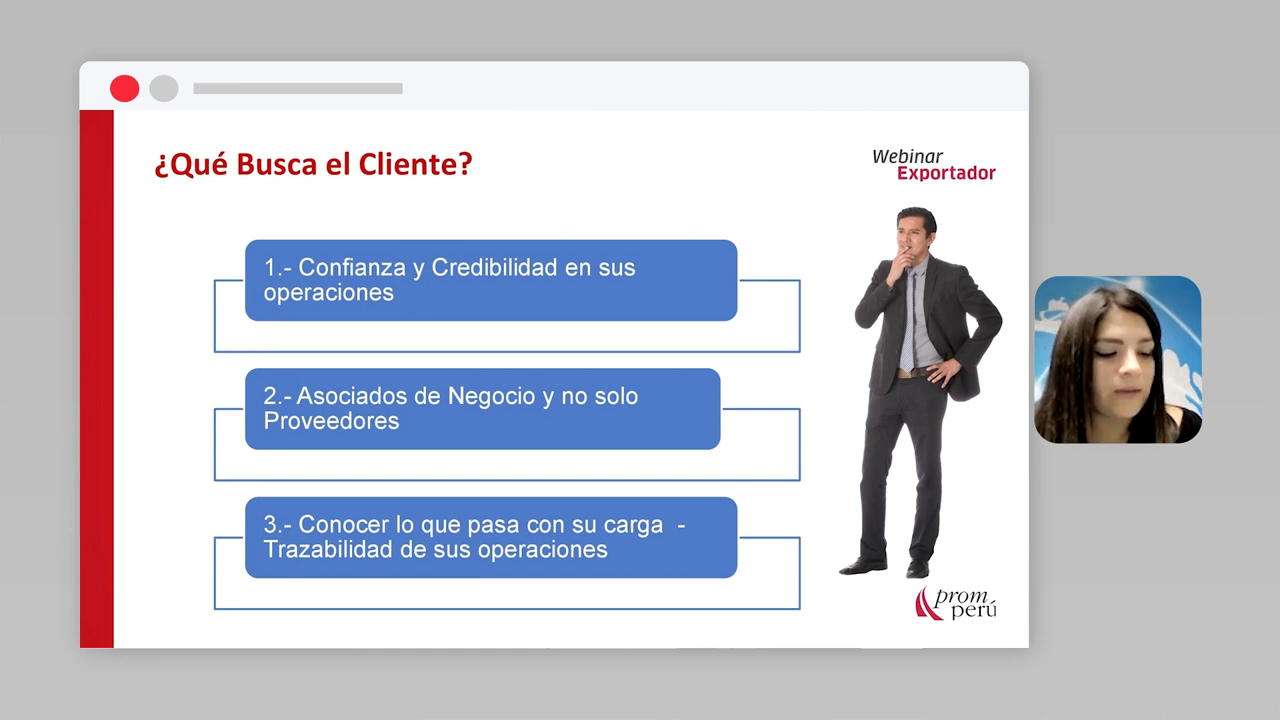 ¿Qué Busca el Cliente?
Webinar
Exportador
1.- Confianza y Credibilidad en sus
operaciones
2.- Asociados de Negocio y no solo
Proveedores
3.- Conocer lo que pasa con su carga  -
Trazabilidad de sus operaciones
prom
perú